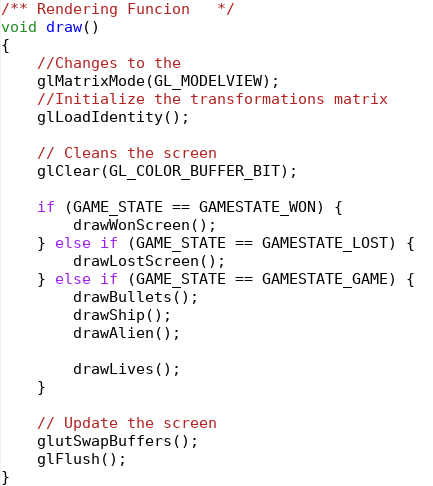 /** Rendering Funcion   */
void draw()
{
    //Changes to the
    glMatrixMode(GL_MODELVIEW);
    //Initialize the transformations matrix
    glLoadIdentity();

    // Cleans the screen
    glClear(GL_COLOR_BUFFER_BIT);

    if (GAME_STATE == GAMESTATE_WON) {
        drawWonScreen();
    } else if (GAME_STATE == GAMESTATE_LOST) {
        drawLostScreen();
    } else if (GAME_STATE == GAMESTATE_GAME) {
        drawBullets();
        drawShip();
        drawAlien();

        drawLives();
    }

    // Update the screen
    glutSwapBuffers();
    glFlush();
}